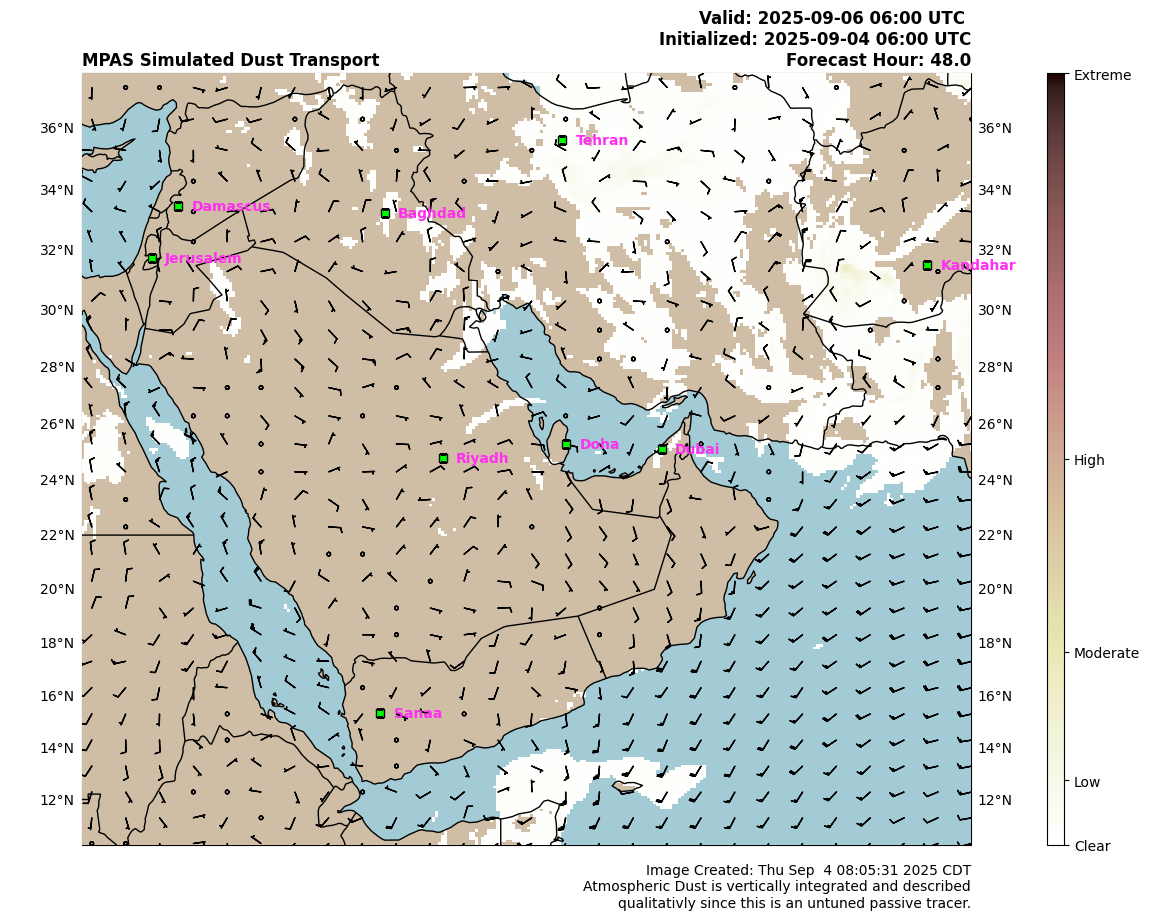 Valid: 2025-09-06 06:00 UTC
Initialized: 2025-09-04 06:00 UTC
MPAS Simulated Dust Transport
Forecast Hour: 48.0
Extreme
36°N
36°N
Tehran
34°N
34°N
Damascus
Baghdad
32°N
32°N
Jerusalem
Kandahar
30°N
30°N
28°N
28°N
26°N
26°N
Doha
Dubai
Riyadh
High
24°N
24°N
22°N
22°N
20°N
20°N
18°N
18°N
Moderate
16°N
16°N
Sanaa
14°N
14°N
Low
12°N
12°N
Clear
Image Created: Thu Sep  4 08:05:31 2025 CDT
Atmospheric Dust is vertically integrated and described
qualitativly since this is an untuned passive tracer.